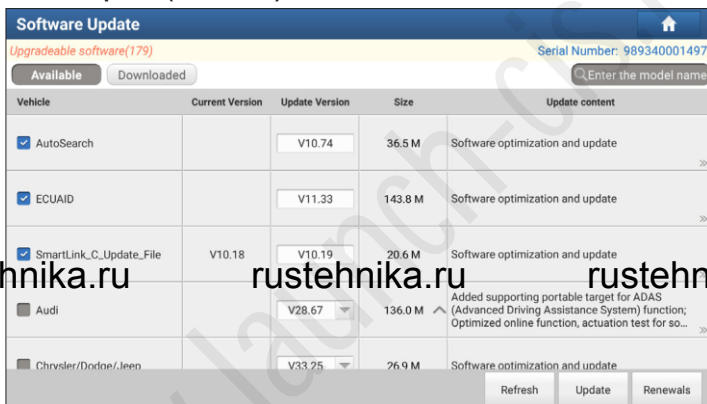 Software Update
Upgradeable software(179)
Serial Number: 989340001497
Available Downloaded
Enter the model name
Vehicle Current Version Update Version Size Update content
AutoSearch V10.74 36.5 M Software optimization and update
ECUAID V11.33 143.8 M Software optimization and update
SmartLink_C_Update_File V10.18 V10.19 20.6 M Software optimization and update
hnika.ru rustehnika.ru rustehn
Audi V28.67 136.0 M Added supporting portable target for ADAS
(Advanced Driving Assistance System) function;
Optimized online function, actuation test for so...
Chrysler/Dodge/Jeep V33.25 26.9 M Software optimization and update
Refresh Update Renewals